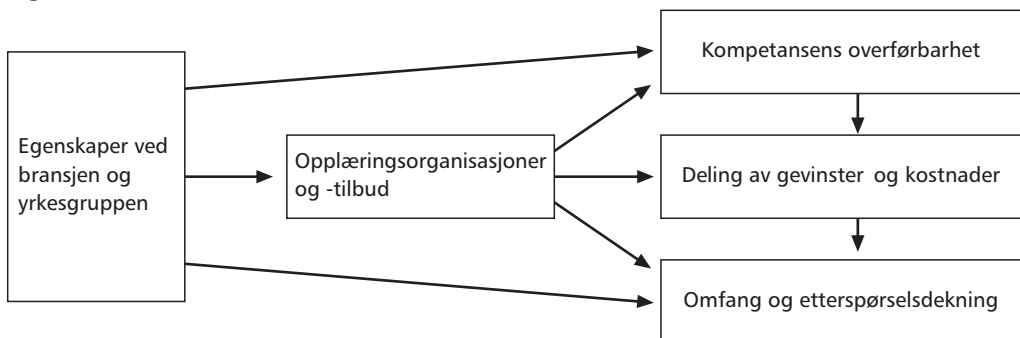 Egenskaper ved
bransjen og
yrkesgruppen
Opplæringsorganisasjoner
og -tilbud
Kompetansens overførbarhet
Deling av gevinster og kostnader
Omfang og etterspørselsdekning